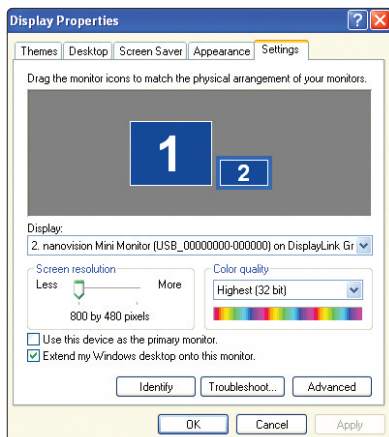 Display Properties
Themes Desktop Screen Saver Appearance Settings
Drag the monitor icons to match the physical arrangement of your monitors.
1
2
Display:
2. nanovision Mini Monitor (USB_00000000-000000) on DisplayLink Gr
Screen resolution
Less More
800 by 480 pixels
Color quality
Highest (32 bit)
Use this device as the primary monitor.
Extend my Windows desktop onto this monitor.
Identify Troubleshoot... Advanced
OK Cancel Apply